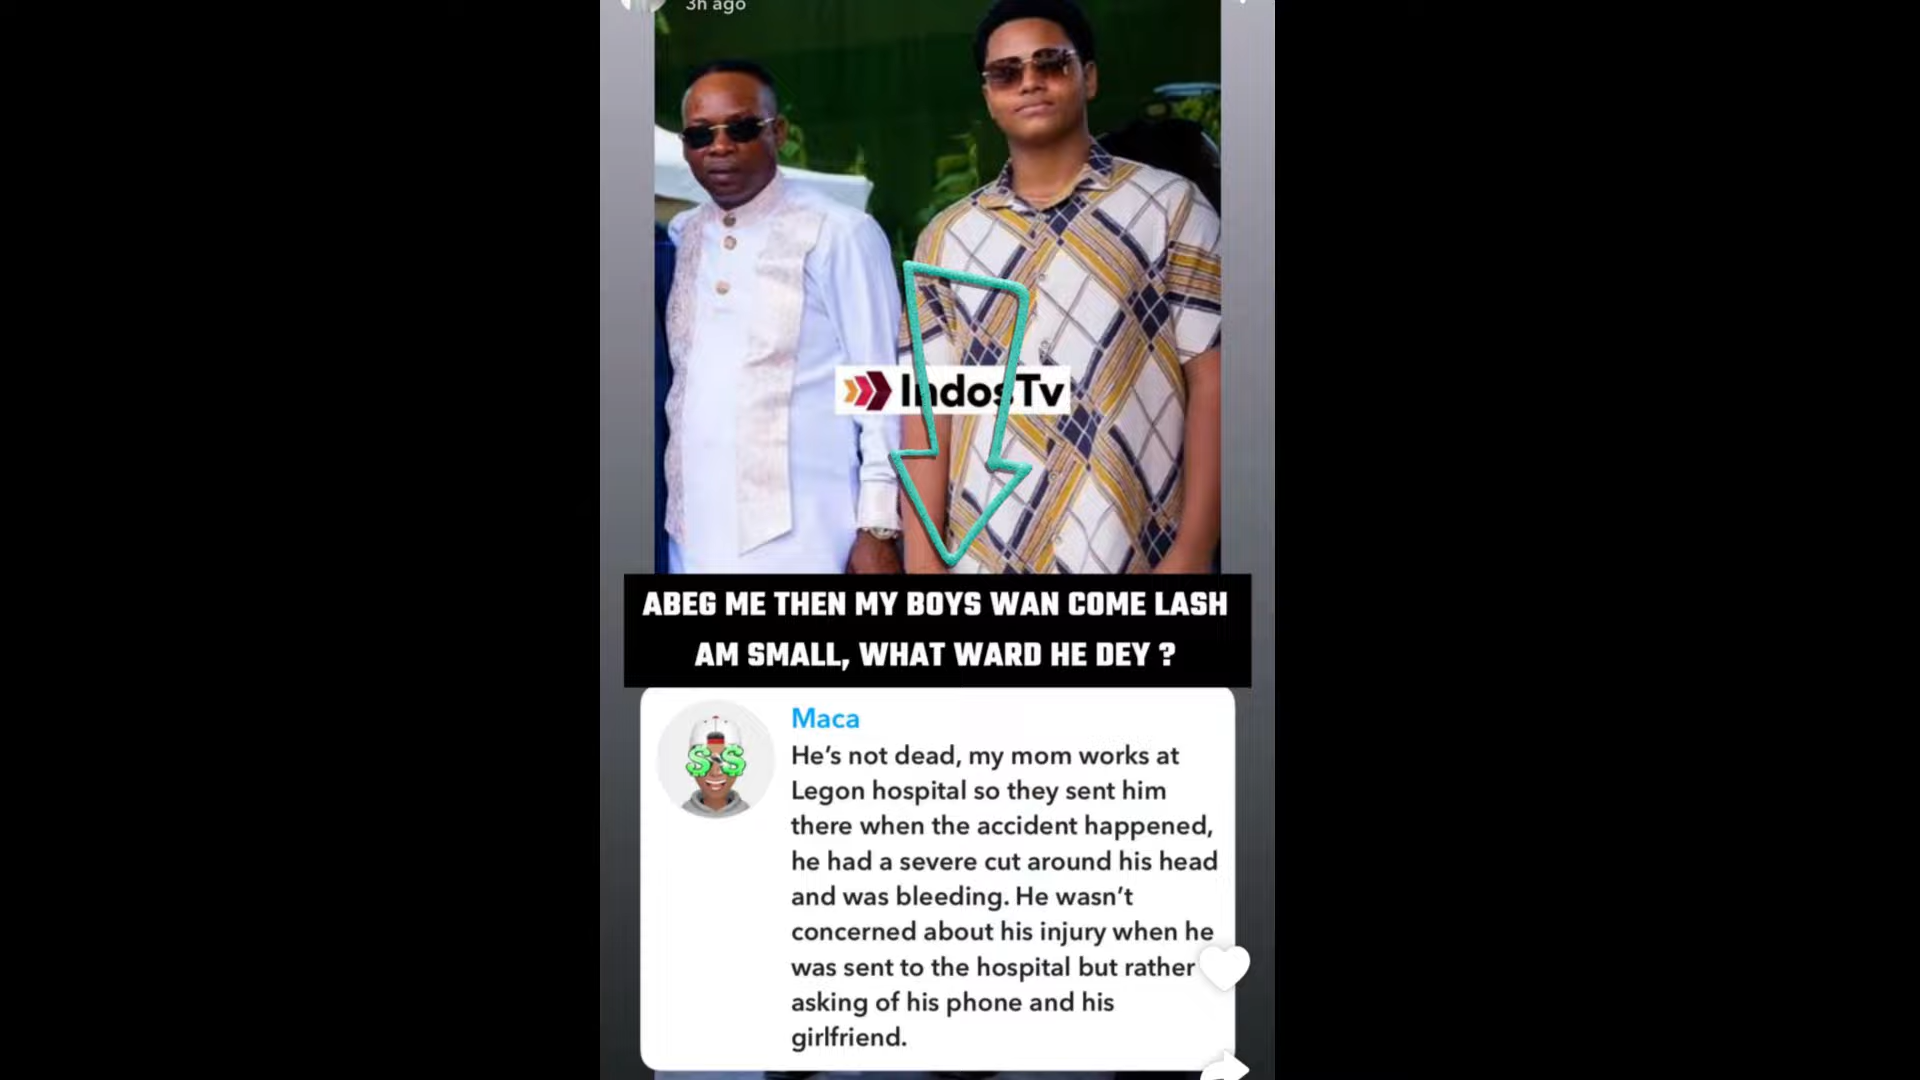 3h ago
IndosTv
ABEG ME THEN MY BOYS WAN COME LASH
AM SMALL, WHAT WARD HE DEY ?
Maca
He's not dead, my mom works at
Legon hospital so they sent him
there when the accident happened,
he had a severe cut around his head
and was bleeding. He wasn't
concerned about his injury when he
was sent to the hospital but rather
asking of his phone and his
girlfriend.